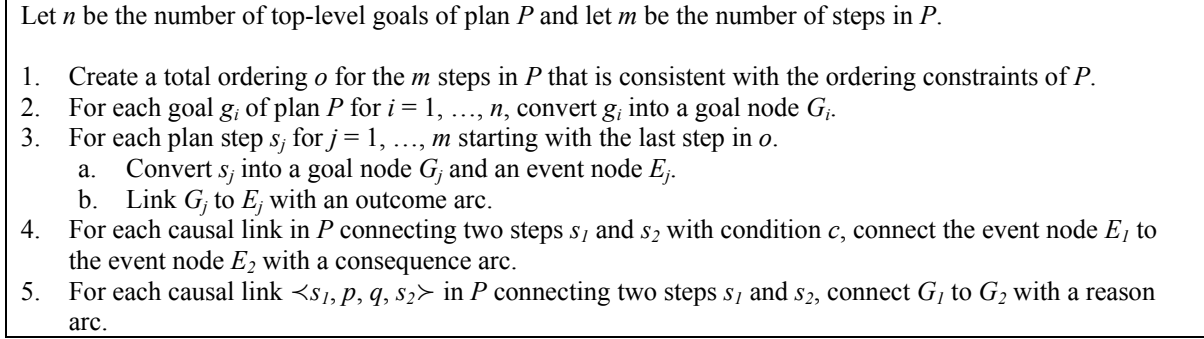 Let n be the number of top-level goals of plan P and let m be the number of steps in P.
1. Create a total ordering o for the m steps in P that is consistent with the ordering constraints of P.
2. For each goal gᵢ of plan P for i = 1, …, n, convert gᵢ into a goal node Gᵢ.
3. For each plan step sⱼ for j = 1, …, m starting with the last step in o.
a. Convert sⱼ into a goal node Gⱼ and an event node Eⱼ.
b. Link Gⱼ to Eⱼ with an outcome arc.
4. For each causal link in P connecting two steps s₁ and s₂ with condition c, connect the event node E₁ to
the event node E₂ with a consequence arc.
5. For each causal link ≺s₁, p, q, s₂≻ in P connecting two steps s₁ and s₂, connect G₁ to G₂ with a reason
arc.